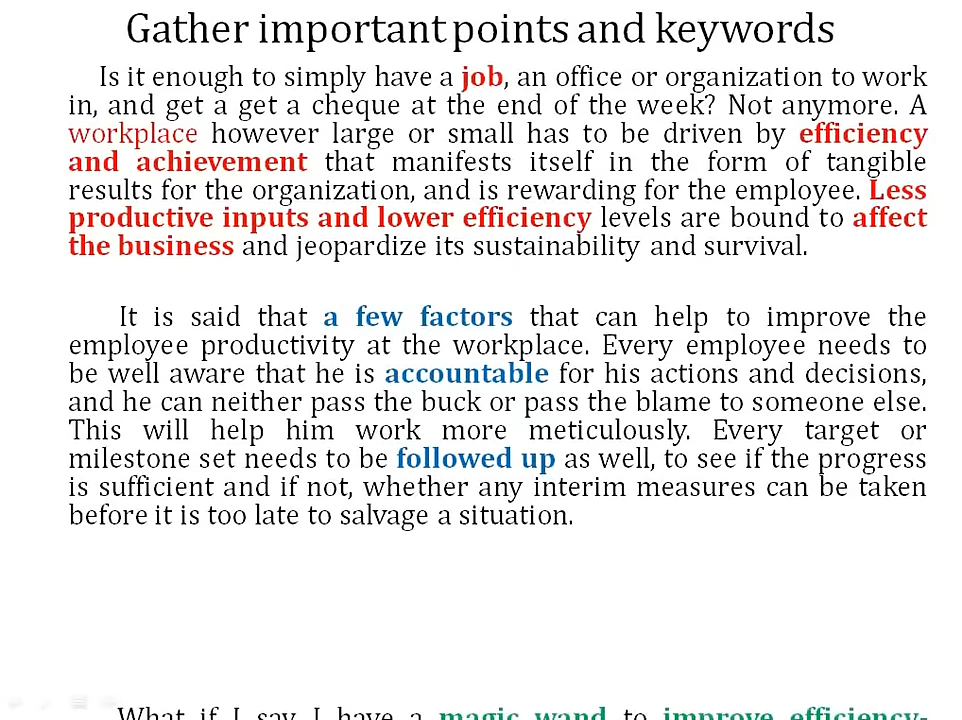 Gather important points and keywords
Is it enough to simply have a job, an office or organization to work
in, and get a get a cheque at the end of the week? Not anymore. A
workplace however large or small has to be driven by efficiency
and achievement that manifests itself in the form of tangible
results for the organization, and is rewarding for the employee. Less
productive inputs and lower efficiency levels are bound to affect
the business and jeopardize its sustainability and survival.
It is said that a few factors that can help to improve the
employee productivity at the workplace. Every employee needs to
be well aware that he is accountable for his actions and decisions,
and he can neither pass the buck or pass the blame to someone else.
This will help him work more meticulously. Every target or
milestone set needs to be followed up as well, to see if the progress
is sufficient and if not, whether any interim measures can be taken
before it is too late to salvage a situation.
What if I say I have a magic wand to improve efficiency-